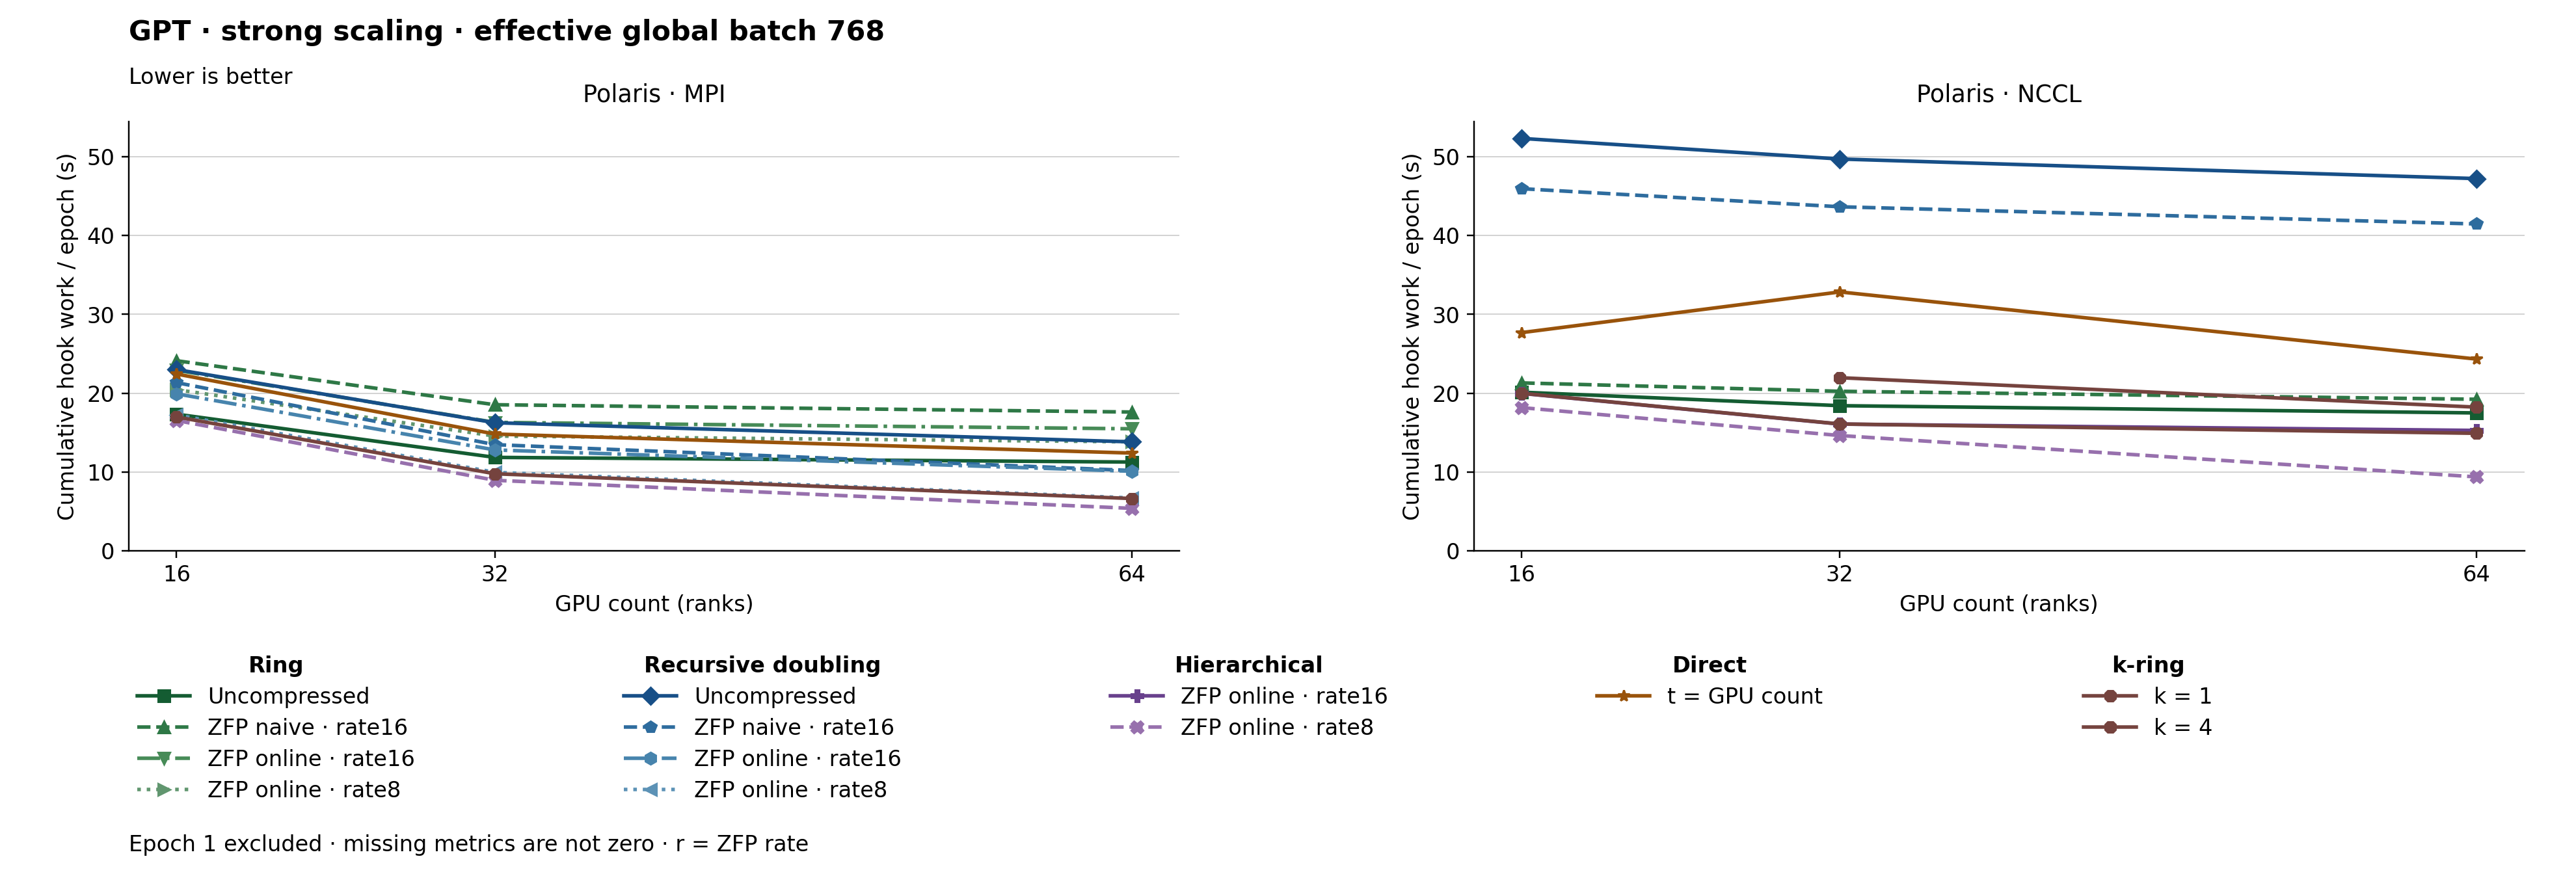 GPT · strong scaling · effective global batch 768
Lower is better
Polaris · MPI
Cumulative hook work / epoch (s)
50
40
30
20
10
0
16
32
64
GPU count (ranks)
Polaris · NCCL
Cumulative hook work / epoch (s)
50
40
30
20
10
0
16
32
64
GPU count (ranks)
Ring
Uncompressed
ZFP naive · rate16
ZFP online · rate16
ZFP online · rate8
Recursive doubling
Uncompressed
ZFP naive · rate16
ZFP online · rate16
ZFP online · rate8
Hierarchical
ZFP online · rate16
ZFP online · rate8
Direct
t = GPU count
k-ring
k = 1
k = 4
Epoch 1 excluded · missing metrics are not zero · r = ZFP rate